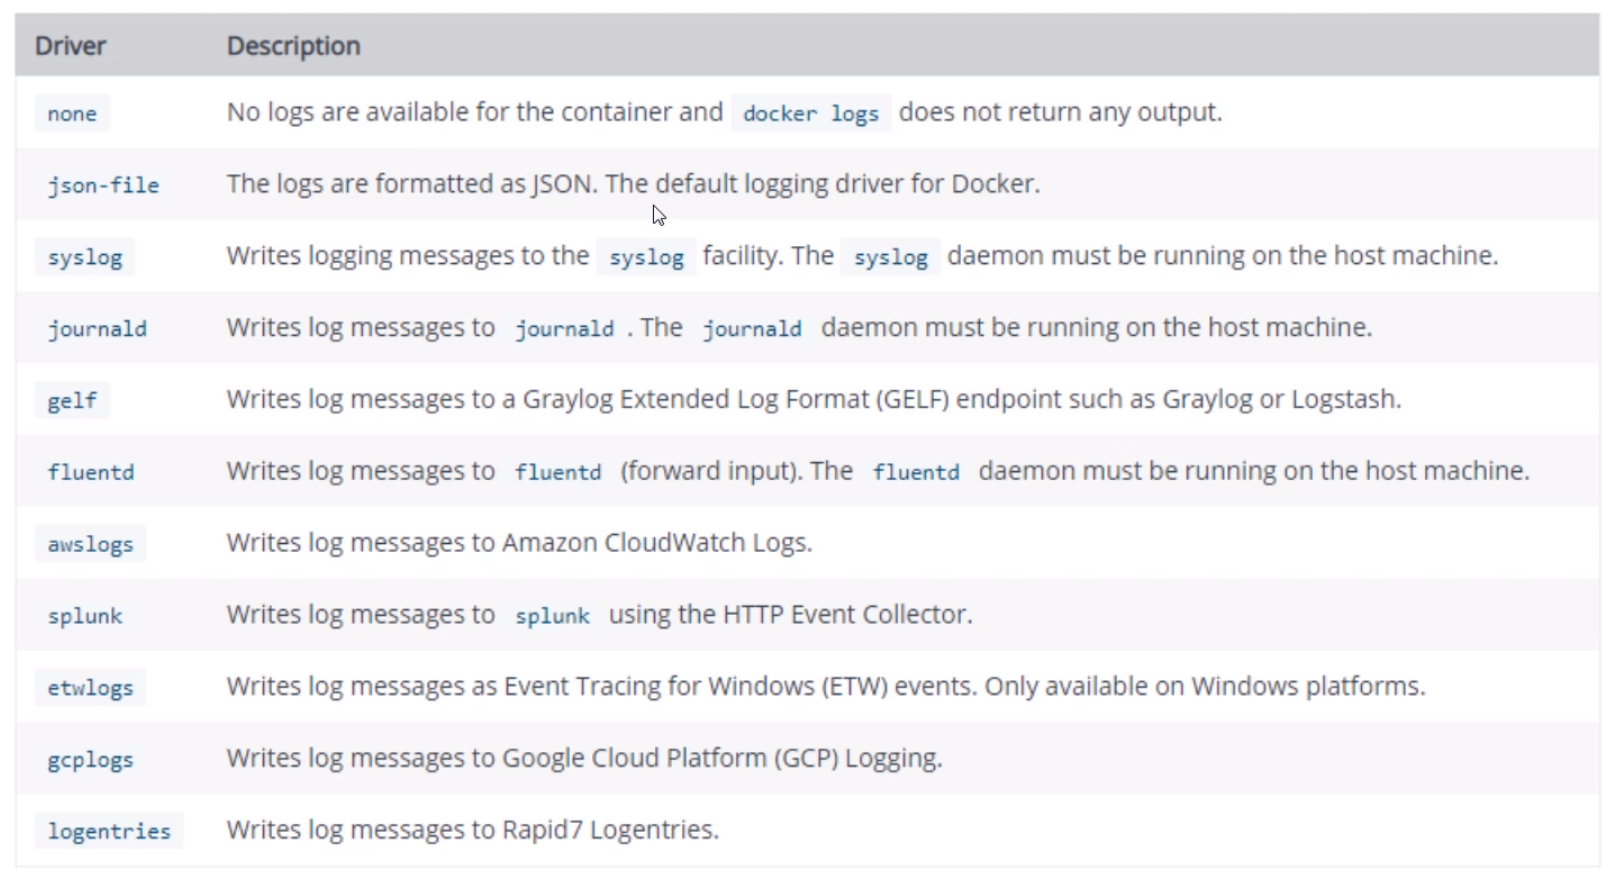 Driver Description
none No logs are available for the container and docker logs does not return any output.
json-file The logs are formatted as JSON. The default logging driver for Docker.
syslog Writes logging messages to the syslog facility. The syslog daemon must be running on the host machine.
journald Writes log messages to journald . The journald daemon must be running on the host machine.
gelf Writes log messages to a Graylog Extended Log Format (GELF) endpoint such as Graylog or Logstash.
fluentd Writes log messages to fluentd (forward input). The fluentd daemon must be running on the host machine.
awslogs Writes log messages to Amazon CloudWatch Logs.
splunk Writes log messages to splunk using the HTTP Event Collector.
etwlogs Writes log messages as Event Tracing for Windows (ETW) events. Only available on Windows platforms.
gcplogs Writes log messages to Google Cloud Platform (GCP) Logging.
logentries Writes log messages to Rapid7 Logentries.